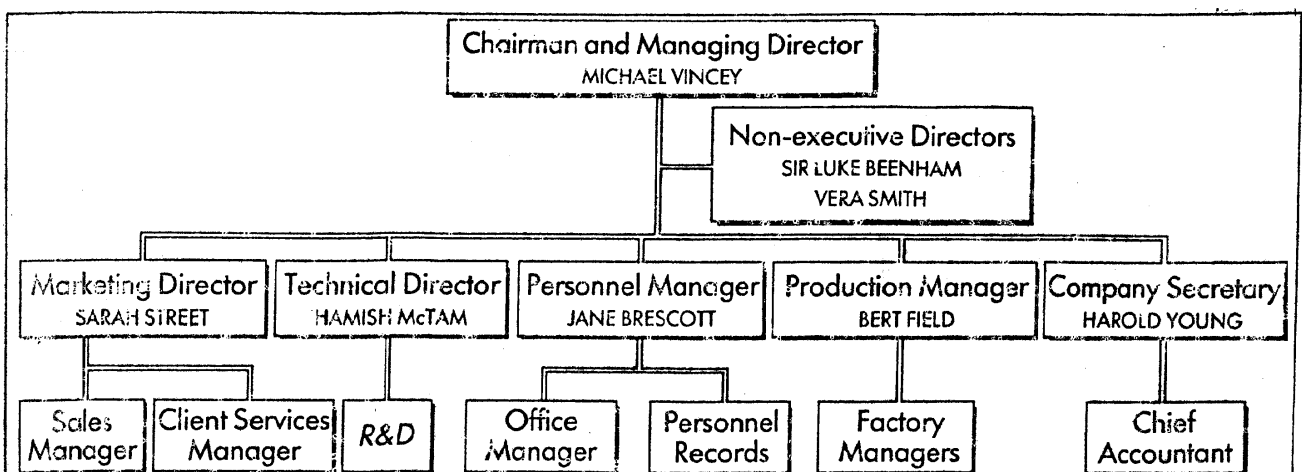 Chairman and Managing Director
MICHAEL VINCEY
Non-executive Directors
SIR LUKE BEENHAM
VERA SMITH
Marketing Director
SARAH STREET
Technical Director
HAMISH McTAM
Personnel Manager
JANE BRESCOTT
Production Manager
BERT FIELD
Company Secretary
HAROLD YOUNG
Sales
Manager
Client Services
Manager
R&D
Office
Manager
Personnel
Records
Factory
Managers
Chief
Accountant